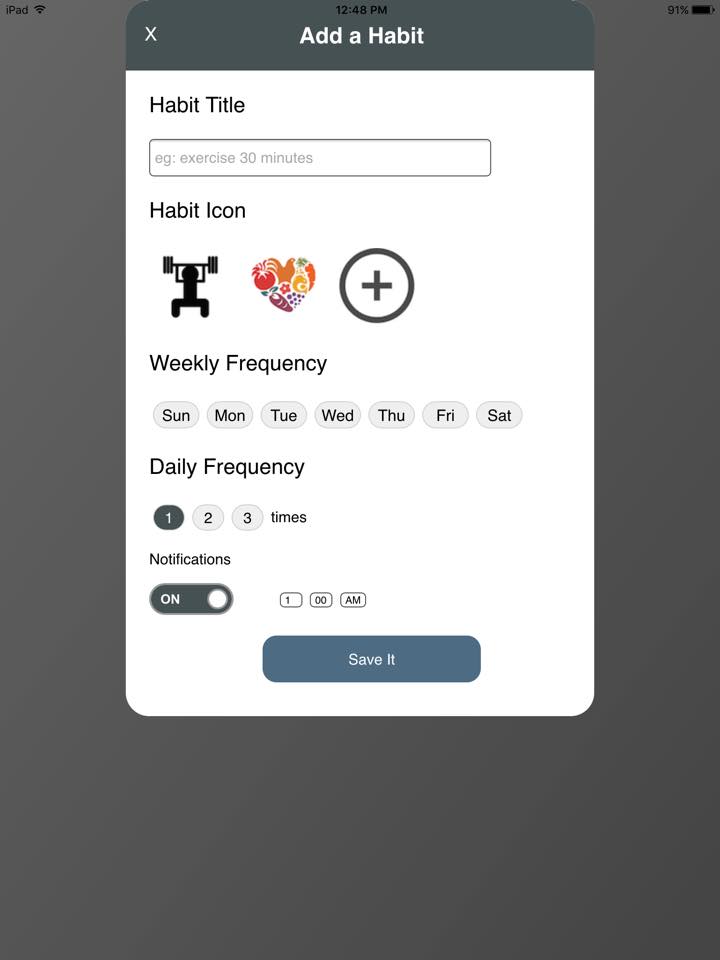 iPad 12:48 PM 91%
X Add a Habit
Habit Title
eg: exercise 30 minutes
Habit Icon
Weekly Frequency
Sun Mon Tue Wed Thu Fri Sat
Daily Frequency
1 2 3 times
Notifications
ON 1 00 AM
Save It